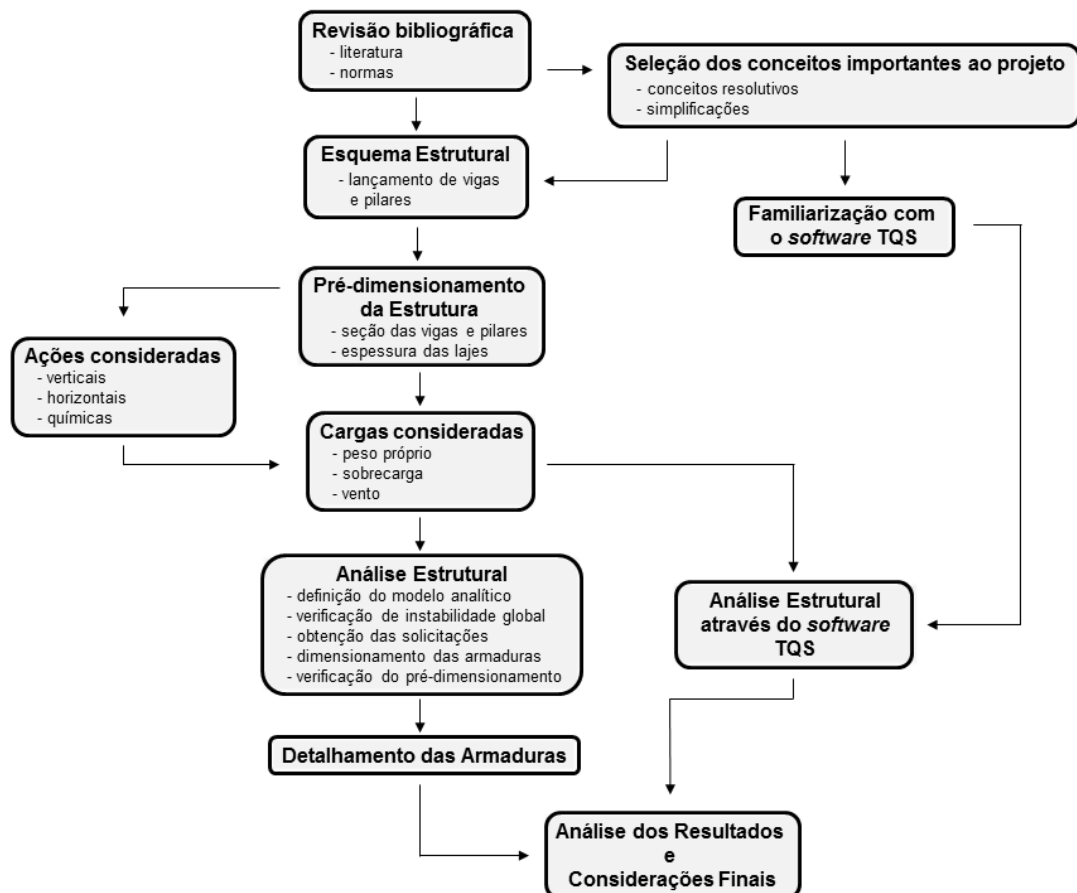 Revisão bibliográfica
- literatura
- normas
Seleção dos conceitos importantes ao projeto
- conceitos resolutivos
- simplificações
Esquema Estrutural
- lançamento de vigas
e pilares
Familiarização com
o software TQS
Pré-dimensionamento
da Estrutura
- seção das vigas e pilares
- espessura das lajes
Ações consideradas
- verticais
- horizontais
- químicas
Cargas consideradas
- peso próprio
- sobrecarga
- vento
Análise Estrutural
- definição do modelo analítico
- verificação de instabilidade global
- obtenção das solicitações
- dimensionamento das armaduras
- verificação do pré-dimensionamento
Análise Estrutural
através do software
TQS
Detalhamento das Armaduras
Análise dos Resultados
e
Considerações Finais